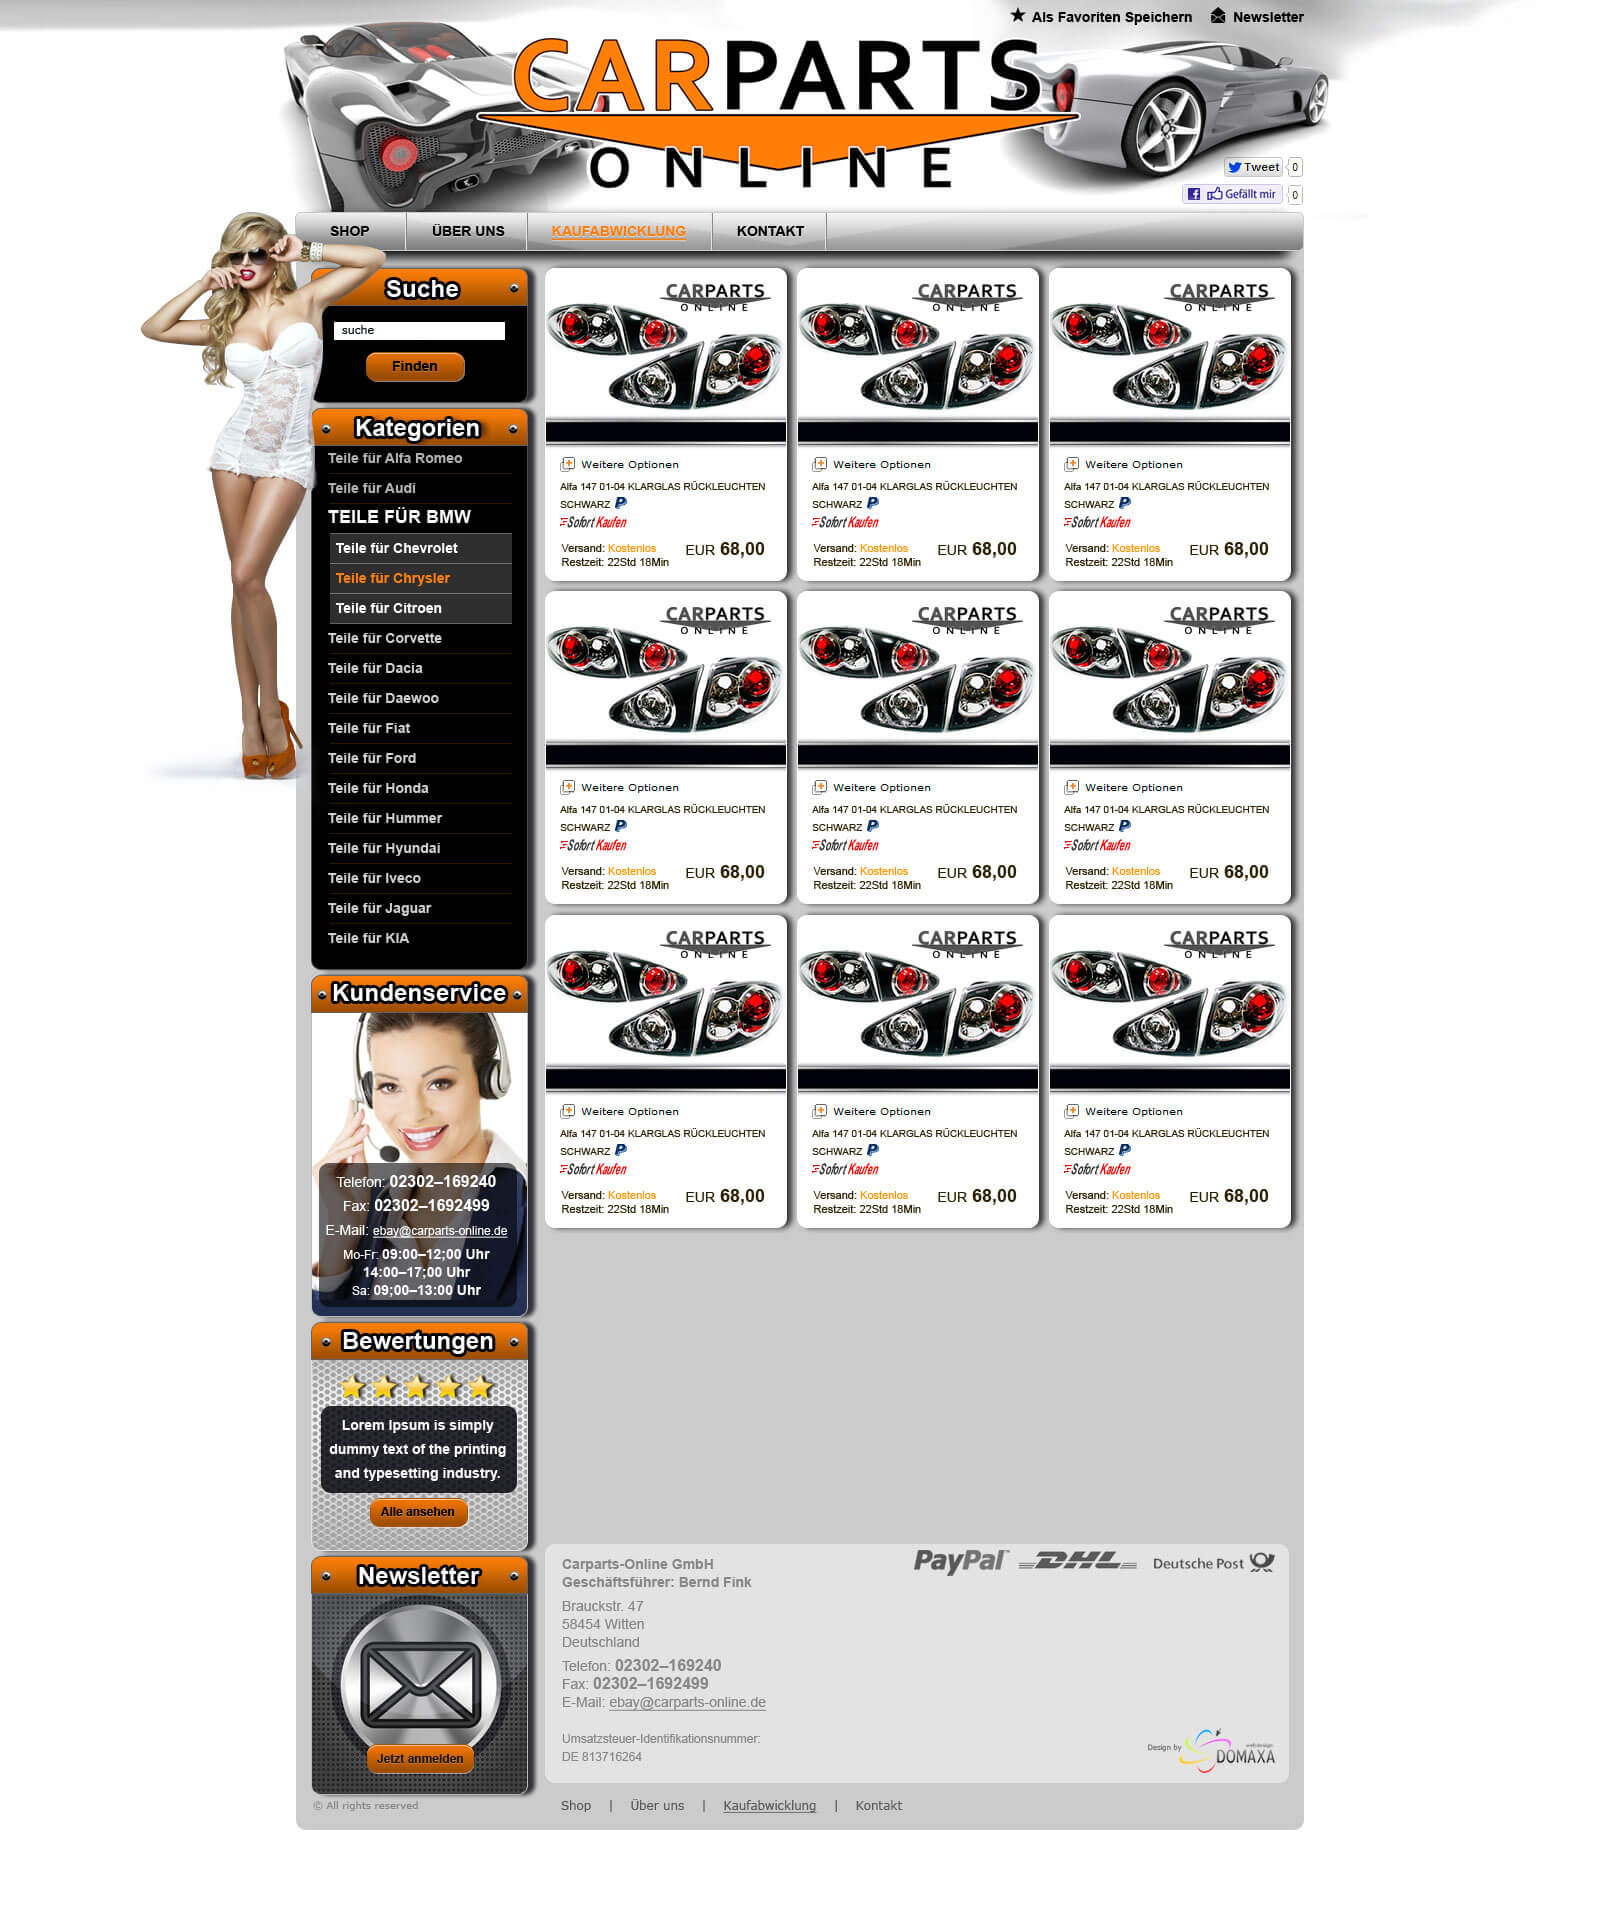 Als Favoriten Speichern Newsletter
CARPARTS
ONLINE
Tweet 0
Gefällt mir 0
SHOP ÜBER UNS KAUFABWICKLUNG KONTAKT
Suche
suche
Finden
Kategorien
Teile für Alfa Romeo
Teile für Audi
TEILE FÜR BMW
Teile für Chevrolet
Teile für Chrysler
Teile für Citroen
Teile für Corvette
Teile für Dacia
Teile für Daewoo
Teile für Fiat
Teile für Ford
Teile für Honda
Teile für Hummer
Teile für Hyundai
Teile für Iveco
Teile für Jaguar
Teile für KIA
Kundenservice
Telefon: 02302–169240
Fax: 02302–1692499
E-Mail: ebay@carparts-online.de
Mo-Fr: 09:00–12;00 Uhr
14:00–17;00 Uhr
Sa: 09;00–13:00 Uhr
Bewertungen
Lorem Ipsum is simply
dummy text of the printing
and typesetting industry.
Alle ansehen
Newsletter
Jetzt anmelden
© All rights reserved
CARPARTS CARPARTS CARPARTS
ONLINE ONLINE ONLINE
Weitere Optionen Weitere Optionen Weitere Optionen
Alfa 147 01-04 KLARGLAS RÜCKLEUCHTEN Alfa 147 01-04 KLARGLAS RÜCKLEUCHTEN Alfa 147 01-04 KLARGLAS RÜCKLEUCHTEN
SCHWARZ SCHWARZ SCHWARZ
Sofort Kaufen Sofort Kaufen Sofort Kaufen
Versand: Kostenlos EUR 68,00 Versand: Kostenlos EUR 68,00 Versand: Kostenlos EUR 68,00
Restzeit: 22Std 18Min Restzeit: 22Std 18Min Restzeit: 22Std 18Min
CARPARTS CARPARTS CARPARTS
ONLINE ONLINE ONLINE
Weitere Optionen Weitere Optionen Weitere Optionen
Alfa 147 01-04 KLARGLAS RÜCKLEUCHTEN Alfa 147 01-04 KLARGLAS RÜCKLEUCHTEN Alfa 147 01-04 KLARGLAS RÜCKLEUCHTEN
SCHWARZ SCHWARZ SCHWARZ
Sofort Kaufen Sofort Kaufen Sofort Kaufen
Versand: Kostenlos EUR 68,00 Versand: Kostenlos EUR 68,00 Versand: Kostenlos EUR 68,00
Restzeit: 22Std 18Min Restzeit: 22Std 18Min Restzeit: 22Std 18Min
CARPARTS CARPARTS CARPARTS
ONLINE ONLINE ONLINE
Weitere Optionen Weitere Optionen Weitere Optionen
Alfa 147 01-04 KLARGLAS RÜCKLEUCHTEN Alfa 147 01-04 KLARGLAS RÜCKLEUCHTEN Alfa 147 01-04 KLARGLAS RÜCKLEUCHTEN
SCHWARZ SCHWARZ SCHWARZ
Sofort Kaufen Sofort Kaufen Sofort Kaufen
Versand: Kostenlos EUR 68,00 Versand: Kostenlos EUR 68,00 Versand: Kostenlos EUR 68,00
Restzeit: 22Std 18Min Restzeit: 22Std 18Min Restzeit: 22Std 18Min
PayPal DHL Deutsche Post
Carparts-Online GmbH
Geschäftsführer: Bernd Fink
Brauckstr. 47
58454 Witten
Deutschland
Telefon: 02302–169240
Fax: 02302–1692499
E-Mail: ebay@carparts-online.de
Umsatzsteuer-Identifikationsnummer:
DE 813716264
Design by webdesign
DOMAXA
Shop | Über uns | Kaufabwicklung | Kontakt